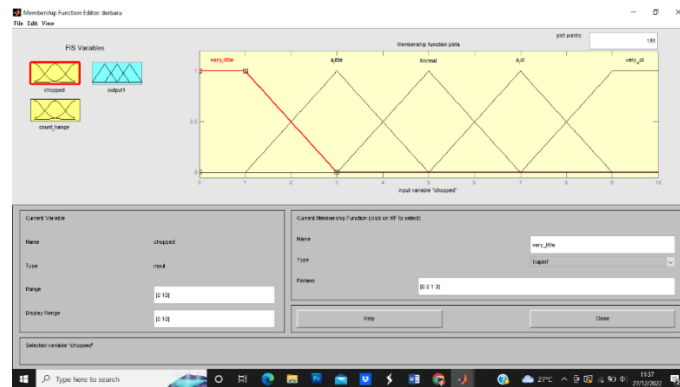 Membership Function Editor: derbaru
File Edit View
FIS Variables
chopped
output1
count_hange
Membership function plots
plot points:
181
very_little
a_little
Normal
a_lot
very_lot
1
0.5
0
0 1 2 3 4 5 6 7 8 9 10
input variable "chopped"
Current Variable
Name
chopped
Type
input
Range
[0 10]
Display Range
[0 10]
Current Membership Function (click on MF to select)
Name
very_little
Type
trapmf
Params
[0 0 1 3]
Help
Close
Selected variable "chopped"
Type here to search
27°C
11:37
27/12/2022